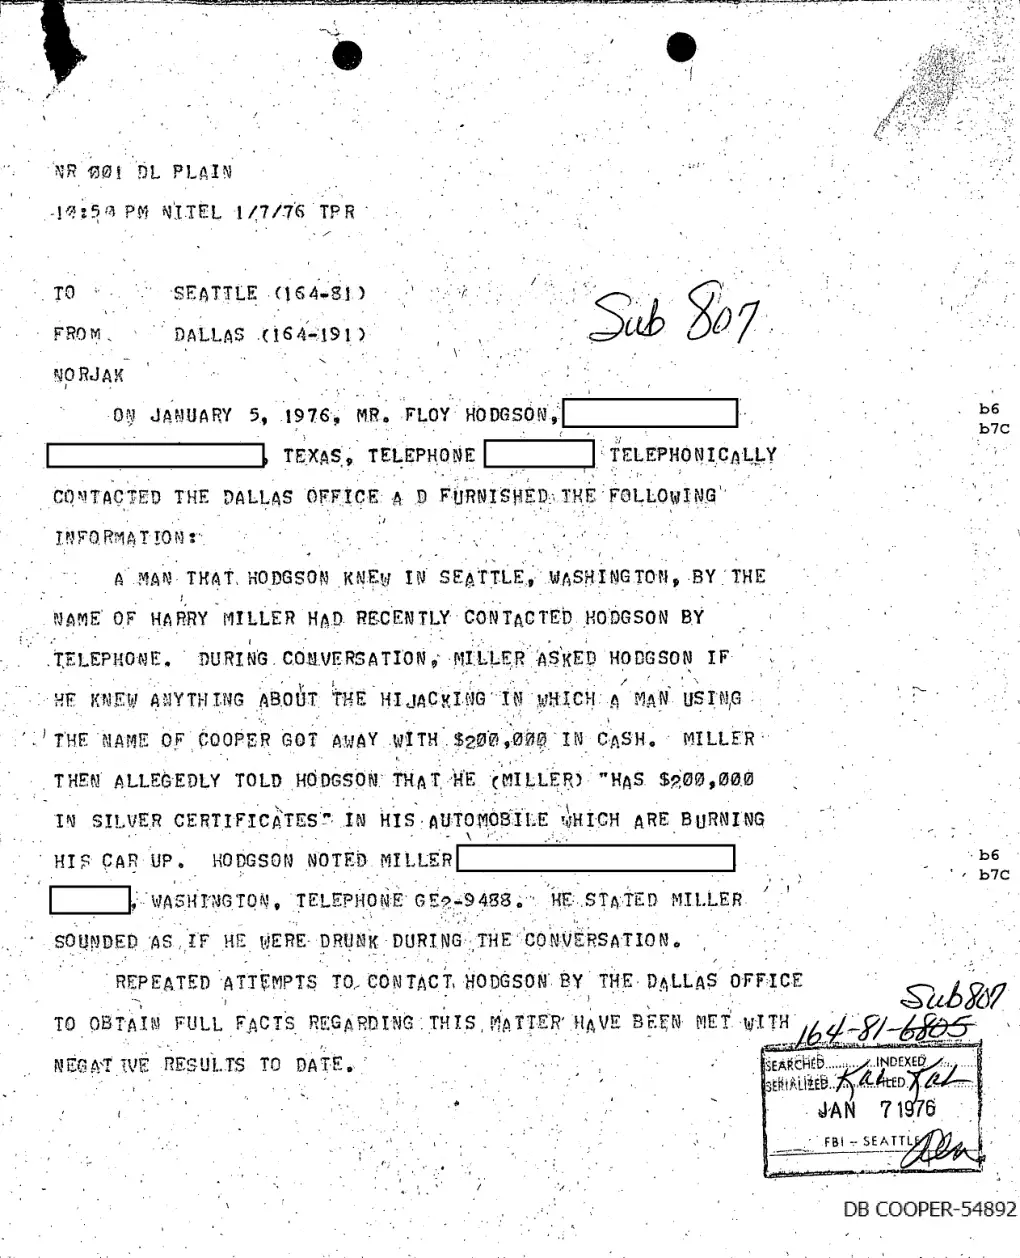 NR 001 DL PLAIN
10:50 PM NITEL 1/7/76 TPR
TO SEATTLE (164-81)
FROM DALLAS (164-191)
Sub 807
NORJAK
ON JANUARY 5, 1976, MR. FLOY HODGSON,
b6
b7C
, TEXAS, TELEPHONE TELEPHONICALLY
CONTACTED THE DALLAS OFFICE A D FURNISHED THE FOLLOWING
INFORMATION:
A MAN THAT HODGSON KNEW IN SEATTLE, WASHINGTON, BY THE
NAME OF HARRY MILLER HAD RECENTLY CONTACTED HODGSON BY
TELEPHONE. DURING CONVERSATION, MILLER ASKED HODGSON IF
HE KNEW ANYTHING ABOUT THE HIJACKING IN WHICH A MAN USING
THE NAME OF COOPER GOT AWAY WITH $200,000 IN CASH. MILLER
THEN ALLEGEDLY TOLD HODGSON THAT HE (MILLER) "HAS $200,000
IN SILVER CERTIFICATES" IN HIS AUTOMOBILE WHICH ARE BURNING
HIS CAR UP. HODGSON NOTED MILLER
b6
b7C
, WASHINGTON, TELEPHONE GE2-9488. HE STATED MILLER
SOUNDED AS IF HE WERE DRUNK DURING THE CONVERSATION.
REPEATED ATTEMPTS TO CONTACT HODGSON BY THE DALLAS OFFICE
TO OBTAIN FULL FACTS REGARDING THIS MATTER HAVE BEEN MET WITH
NEGATIVE RESULTS TO DATE.
Sub 807
164-81-6805
SEARCHED INDEXED
SERIALIZED FILED
JAN 7 1976
FBI - SEATTLE
DB COOPER-54892